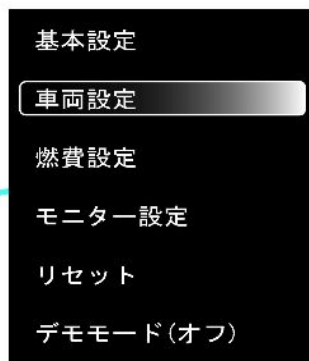 基本設定
車両設定
燃費設定
モニター設定
リセット
デモモード(オフ)